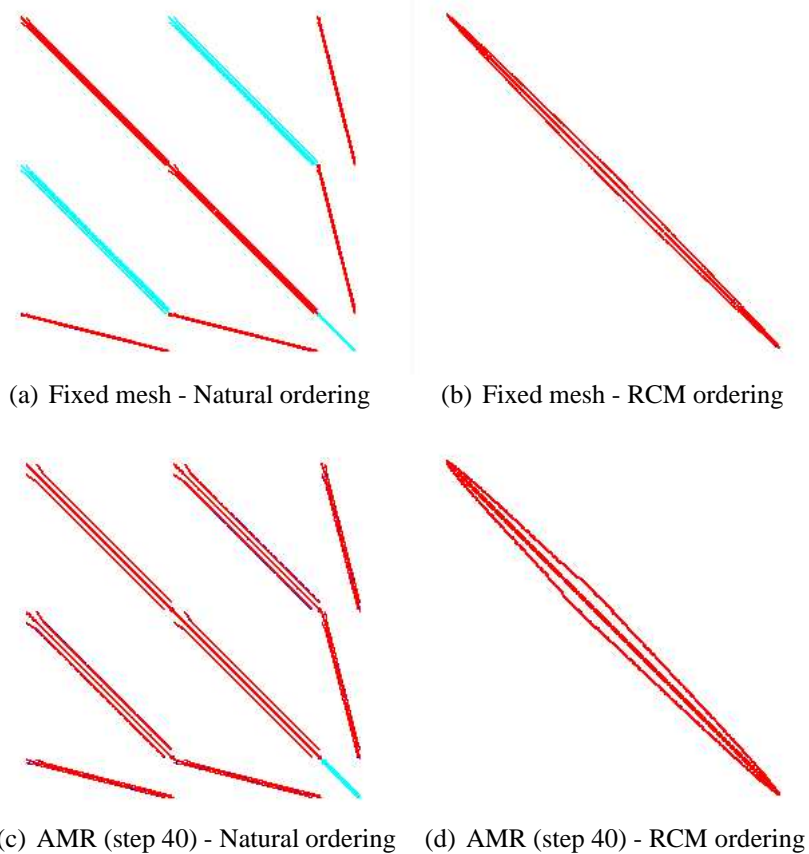 (a) Fixed mesh - Natural ordering
(b) Fixed mesh - RCM ordering
(c) AMR (step 40) - Natural ordering
(d) AMR (step 40) - RCM ordering